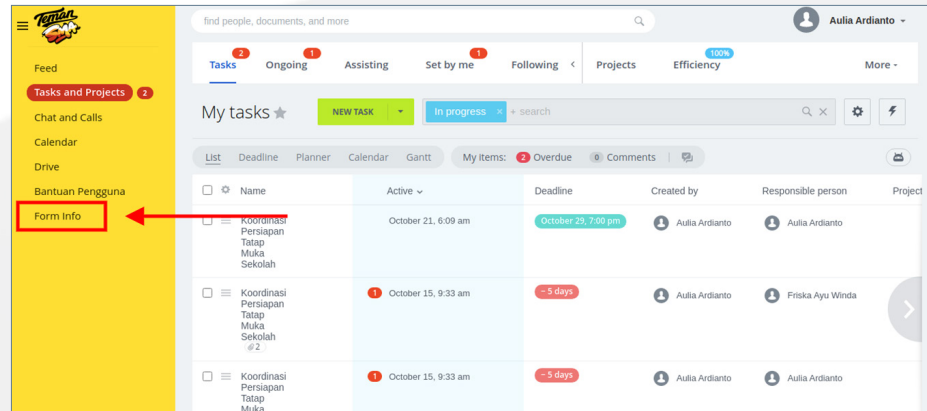 Teman
SMA
find people, documents, and more
Aulia Ardianto
2
1
1
100%
Tasks
Ongoing
Assisting
Set by me
Following
Projects
Efficiency
More
Feed
Tasks and Projects 2
Chat and Calls
Calendar
Drive
Bantuan Pengguna
Form Info
My tasks
NEW TASK
In progress × + search
List Deadline Planner Calendar Gantt
My items: 2 Overdue 0 Comments
Name Active Deadline Created by Responsible person Project
Koordinasi
Persiapan
Tatap
Muka
Sekolah
October 21, 6:09 am
October 29, 7:00 pm
Aulia Ardianto
Aulia Ardianto
Koordinasi
Persiapan
Tatap
Muka
Sekolah
2
1 October 15, 9:33 am
− 5 days
Aulia Ardianto
Friska Ayu Winda
Koordinasi
Persiapan
Tatap
Muka
1 October 15, 9:33 am
− 5 days
Aulia Ardianto
Aulia Ardianto